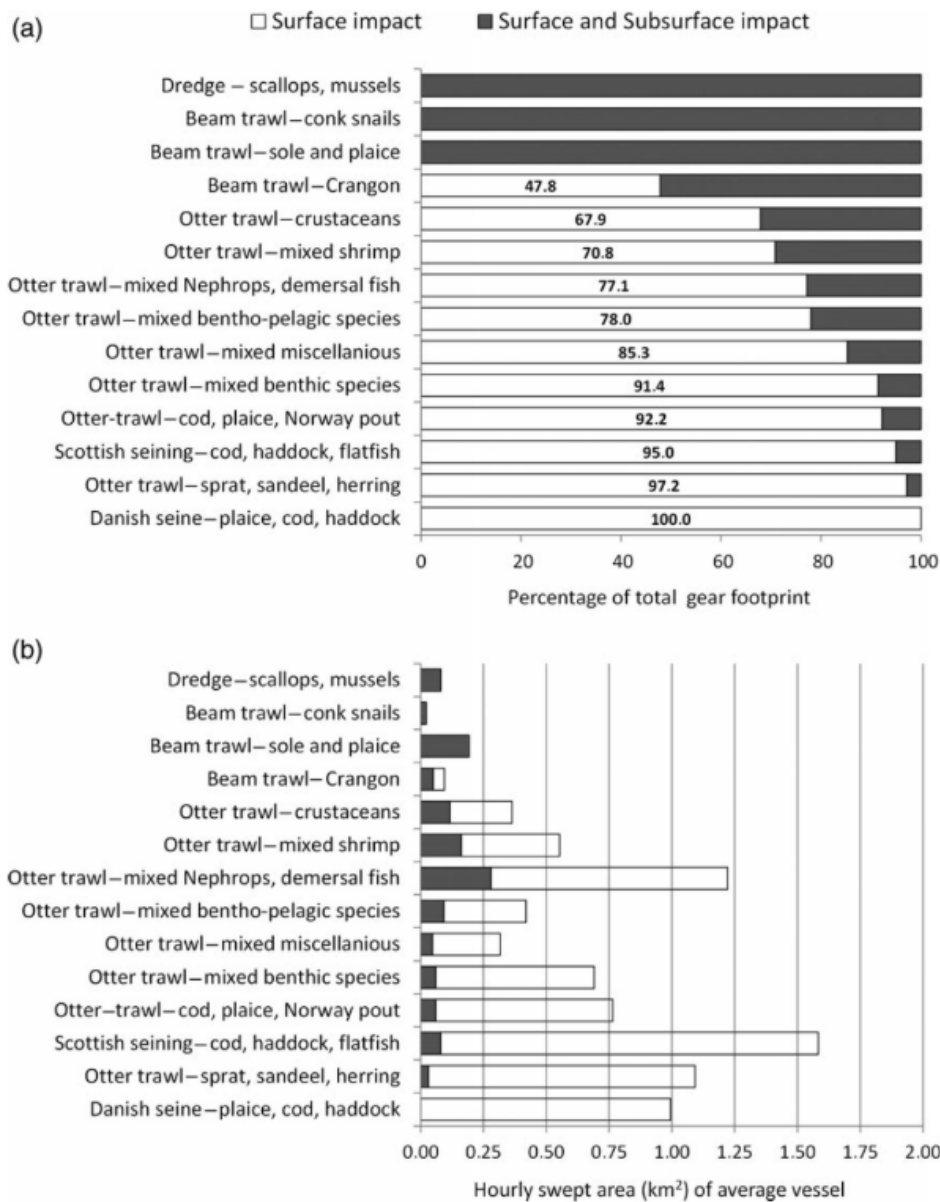 (a)
Surface impact Surface and Subsurface impact
Dredge – scallops, mussels
Beam trawl–conk snails
Beam trawl–sole and plaice
Beam trawl–Crangon 47.8
Otter trawl–crustaceans 67.9
Otter trawl–mixed shrimp 70.8
Otter trawl–mixed Nephrops, demersal fish 77.1
Otter trawl–mixed bentho-pelagic species 78.0
Otter trawl–mixed miscellanious 85.3
Otter trawl–mixed benthic species 91.4
Otter-trawl–cod, plaice, Norway pout 92.2
Scottish seining–cod, haddock, flatfish 95.0
Otter trawl–sprat, sandeel, herring 97.2
Danish seine–plaice, cod, haddock 100.0
0 20 40 60 80 100
Percentage of total gear footprint
(b)
Dredge–scallops, mussels
Beam trawl–conk snails
Beam trawl–sole and plaice
Beam trawl–Crangon
Otter trawl–crustaceans
Otter trawl–mixed shrimp
Otter trawl–mixed Nephrops, demersal fish
Otter trawl–mixed bentho-pelagic species
Otter trawl–mixed miscellanious
Otter trawl–mixed benthic species
Otter–trawl–cod, plaice, Norway pout
Scottish seining–cod, haddock, flatfish
Otter trawl–sprat, sandeel, herring
Danish seine–plaice, cod, haddock
0.00 0.25 0.50 0.75 1.00 1.25 1.50 1.75 2.00
Hourly swept area (km²) of average vessel